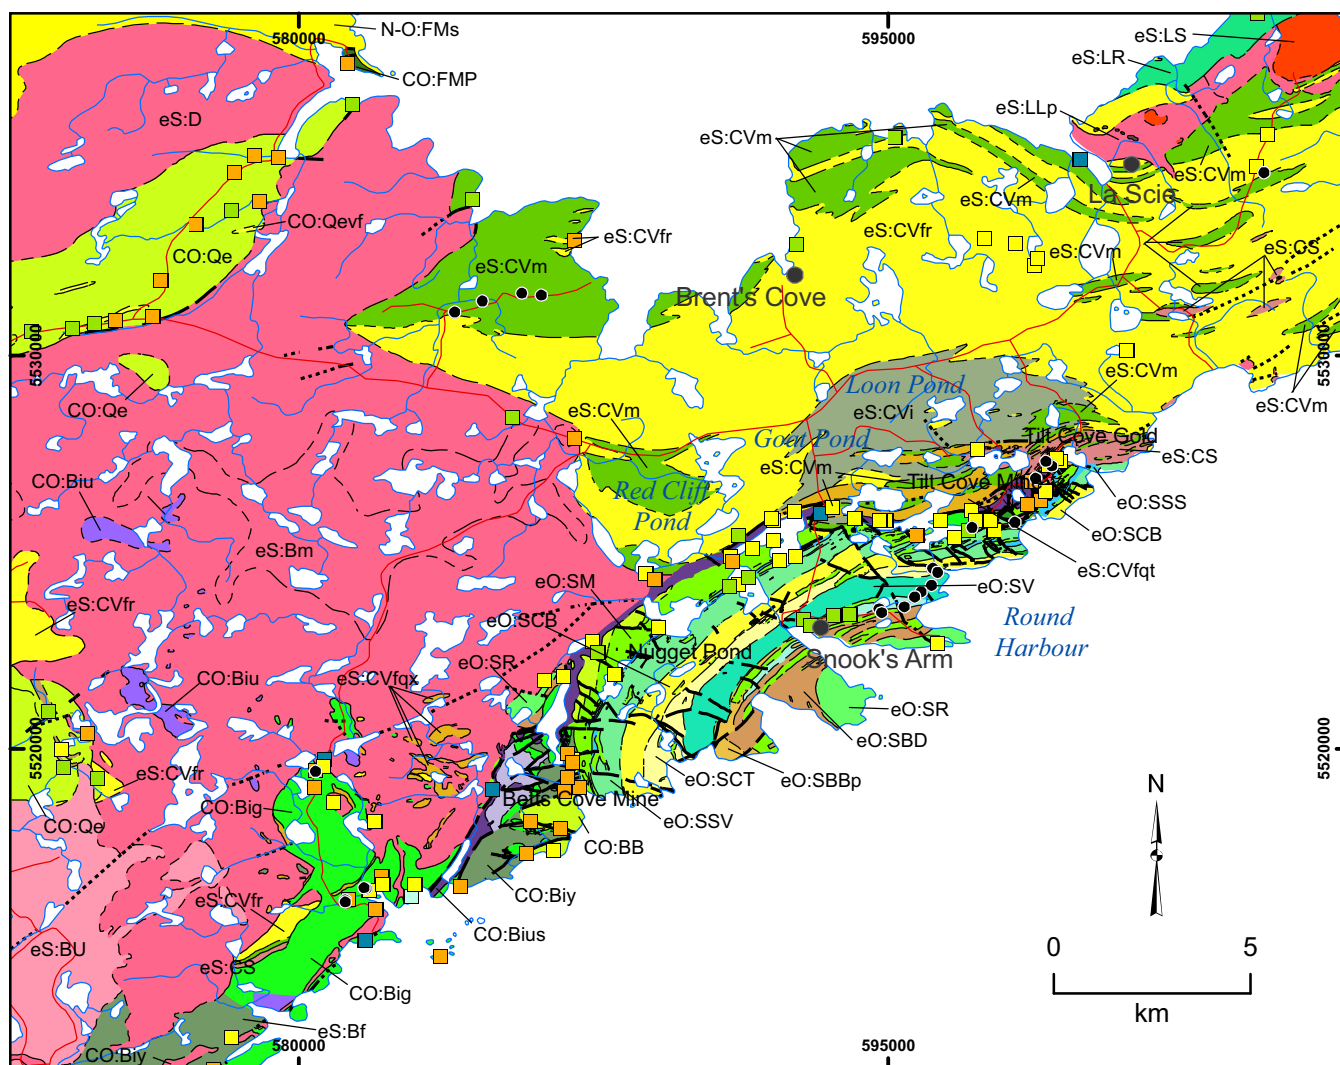 580000
595000
N-O:FMs
eS:LS
eS:LR
CO:FMP
eS:LLp
eS:D
eS:CVm
eS:CVm
La Scie
eS:CVm
CO:Qevf
eS:CVfr
eS:CVfr
eS:CVm
eS:CS
CO:Qe
eS:CVm
Brent's Cove
5530000
5530000
eS:CVm
Loon Pond
CO:Qe
eS:CVm
eS:CVi
eS:CVm
Goat Pond
Tilt Cove Gold
eS:CVm
eS:CS
CO:Biu
Red Cliff
Pond
Tilt Cove Mine
eO:SSS
eO:SCB
eS:Bm
eS:CVfqt
eO:SM
eO:SV
eS:CVfr
eO:SCB
Round
Harbour
Nugget Pond
Snook's Arm
eO:SR
CO:Biu
eS:CVfqx
eO:SR
eO:SBD
5520000
5520000
eS:CVfr
eO:SCT
eO:SBBp
N
CO:Big
Betts Cove Mine
CO:Qe
eO:SSV
CO:BB
eS:CVfr
CO:Biy
CO:Bius
eS:BU
eS:CS
0
5
CO:Big
km
eS:Bf
580000
595000
CO:Biy